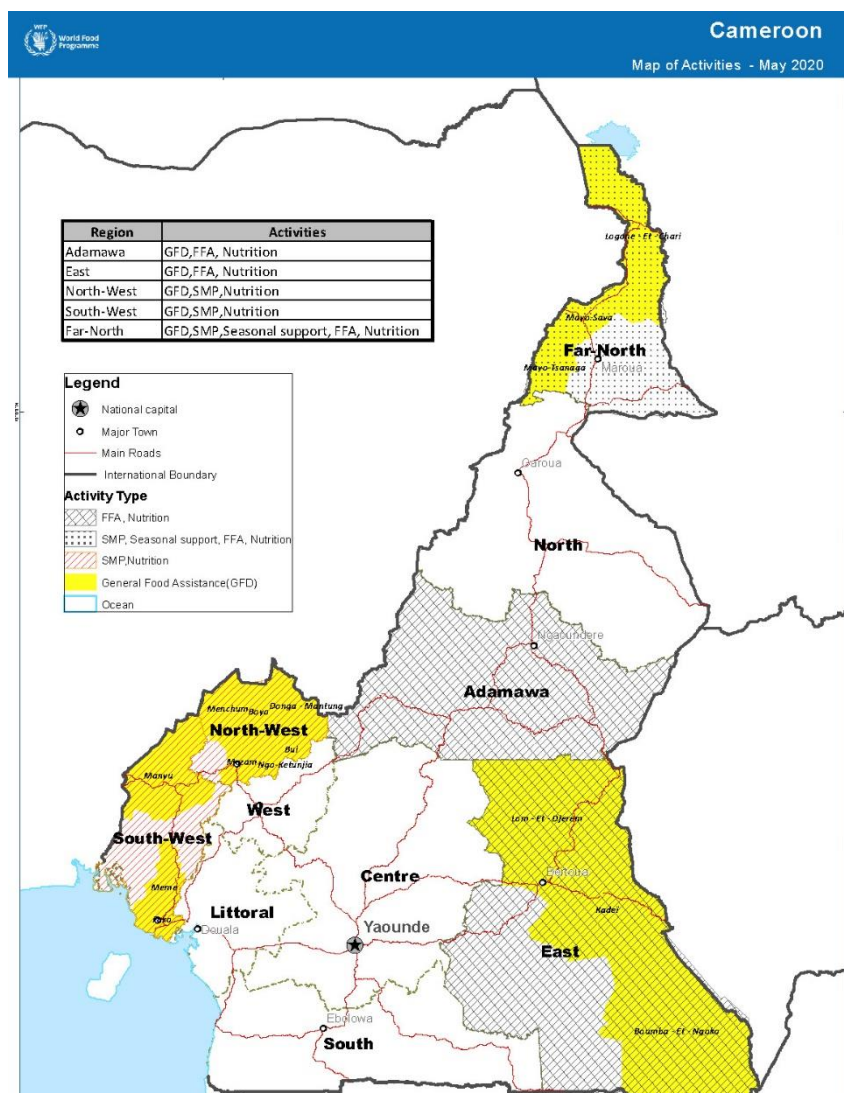 WFP
World Food
Programme
Cameroon
Map of Activities - May 2020
Region Activities
Adamawa GFD,FFA, Nutrition
East GFD,FFA, Nutrition
North-West GFD,SMP,Nutrition
South-West GFD,SMP,Nutrition
Far-North GFD,SMP,Seasonal support, FFA, Nutrition
Legend
National capital
Major Town
Main Roads
International Boundary
Activity Type
FFA, Nutrition
SMP, Seasonal support, FFA, Nutrition
SMP,Nutrition
General Food Assistance(GFD)
Ocean
Logone - Et - Chari
Mayo-Sava
Far-North
Mayo-Tsanaga
Maroua
Garoua
North
Ngaoundere
Adamawa
Menchum
Boyo
Donga - Mantung
North-West
Bui
Mezam
Ngo-Ketunjia
Manyu
West
South-West
Lom - Et - Djerem
Centre
Meme
Bertoua
Kadei
Littoral
Fako
Douala
Yaounde
East
Ebolowa
South
Boumba - Et - Ngoko